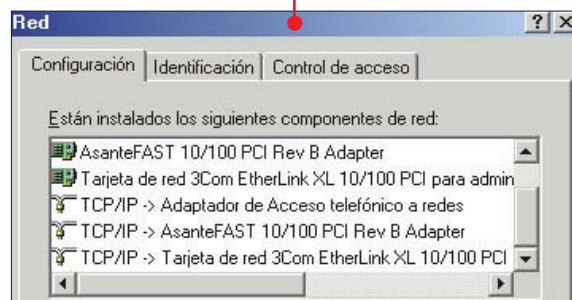 Red
Configuración Identificación Control de acceso
Están instalados los siguientes componentes de red:
AsanteFAST 10/100 PCI Rev B Adapter
Tarjeta de red 3Com EtherLink XL 10/100 PCI para admin
TCP/IP -> Adaptador de Acceso telefónico a redes
TCP/IP -> AsanteFAST 10/100 PCI Rev B Adapter
TCP/IP -> Tarjeta de red 3Com EtherLink XL 10/100 PCI